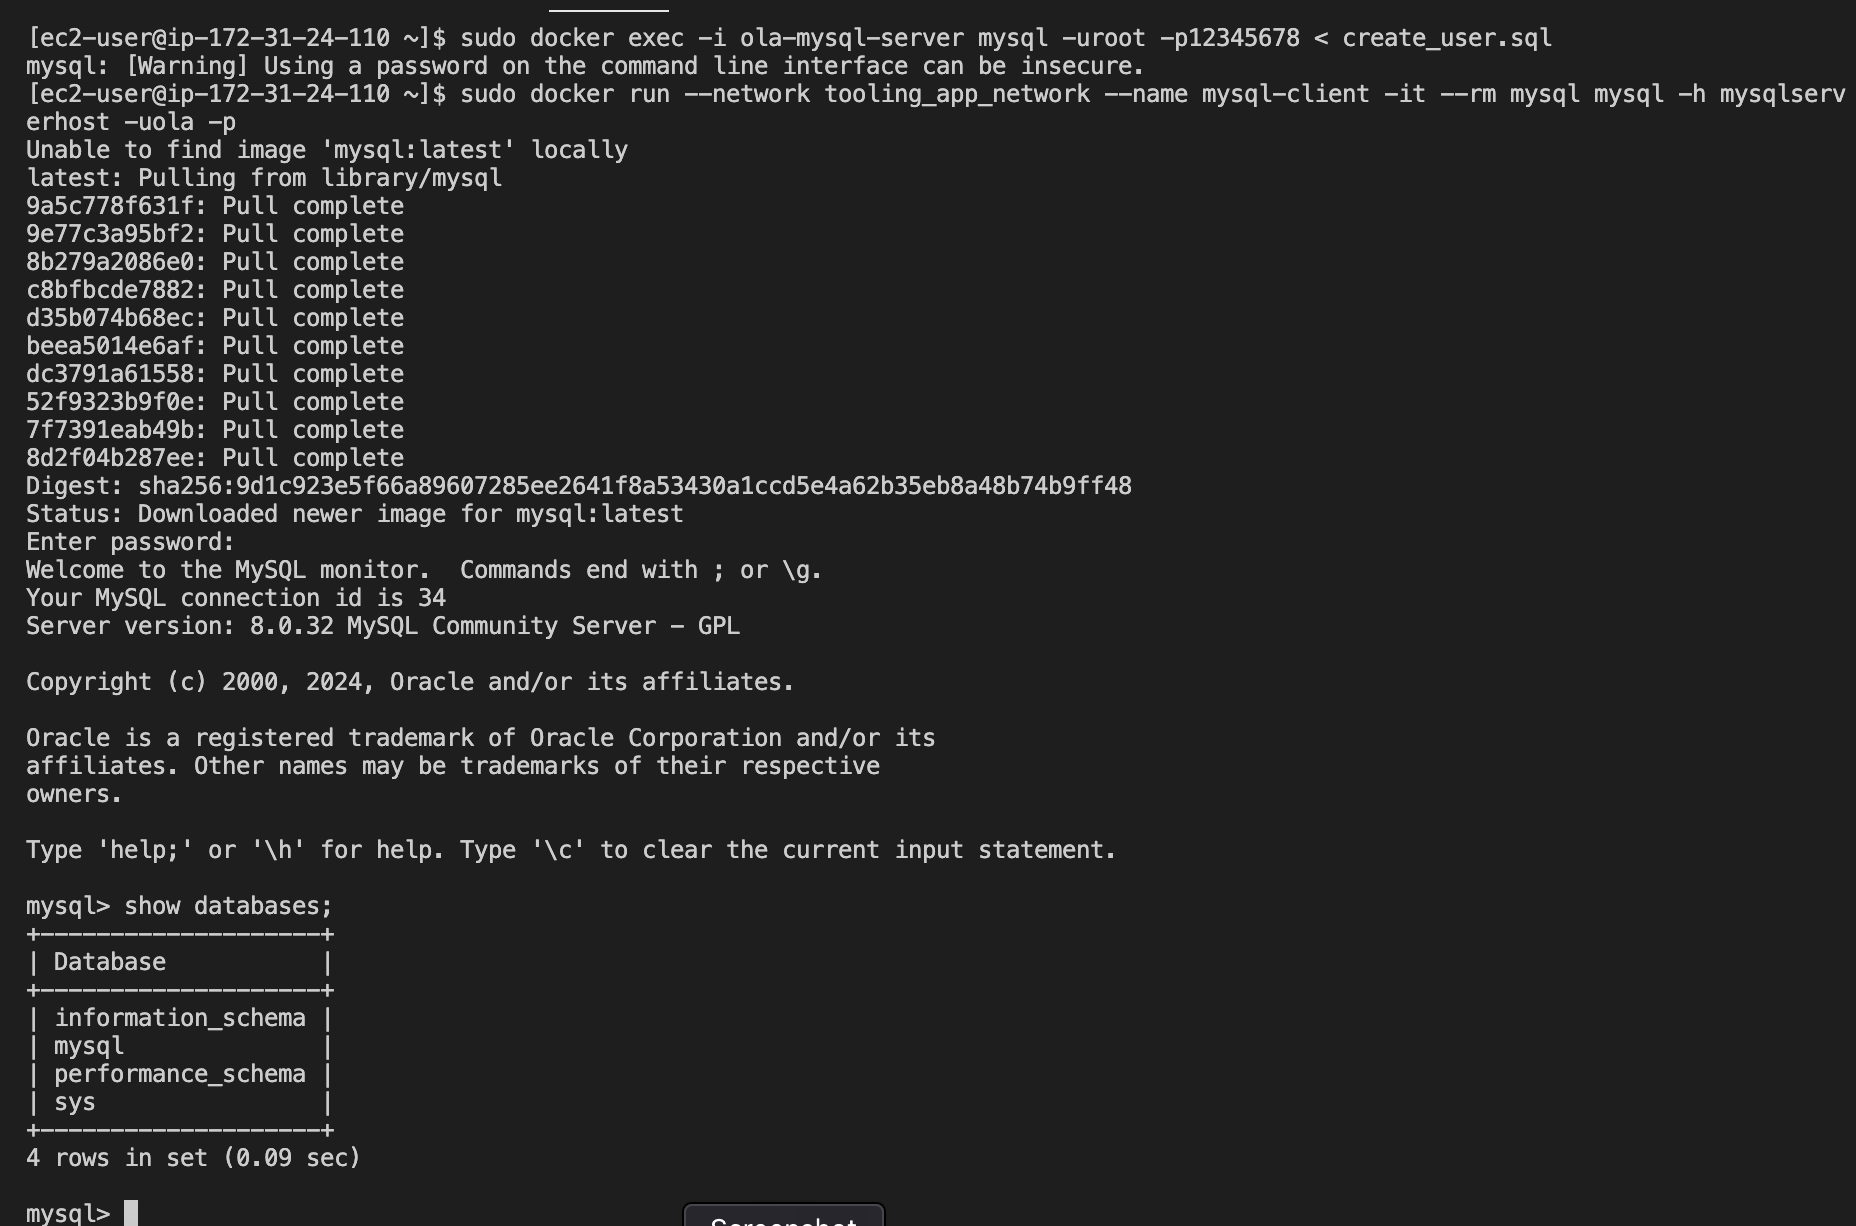 [ec2-user@ip-172-31-24-110 ~]$ sudo docker exec -i ola-mysql-server mysql -uroot -p12345678 < create_user.sql
mysql: [Warning] Using a password on the command line interface can be insecure.
[ec2-user@ip-172-31-24-110 ~]$ sudo docker run --network tooling_app_network --name mysql-client -it --rm mysql mysql -h mysqlserv
erhost -uola -p
Unable to find image 'mysql:latest' locally
latest: Pulling from library/mysql
9a5c778f631f: Pull complete
9e77c3a95bf2: Pull complete
8b279a2086e0: Pull complete
c8bfbcde7882: Pull complete
d35b074b68ec: Pull complete
beea5014e6af: Pull complete
dc3791a61558: Pull complete
52f9323b9f0e: Pull complete
7f7391eab49b: Pull complete
8d2f04b287ee: Pull complete
Digest: sha256:9d1c923e5f66a89607285ee2641f8a53430a1ccd5e4a62b35eb8a48b74b9ff48
Status: Downloaded newer image for mysql:latest
Enter password:
Welcome to the MySQL monitor.  Commands end with ; or \g.
Your MySQL connection id is 34
Server version: 8.0.32 MySQL Community Server - GPL
Copyright (c) 2000, 2024, Oracle and/or its affiliates.
Oracle is a registered trademark of Oracle Corporation and/or its
affiliates. Other names may be trademarks of their respective
owners.
Type 'help;' or '\h' for help. Type '\c' to clear the current input statement.
mysql> show databases;
+--------------------+
| Database           |
+--------------------+
| information_schema |
| mysql              |
| performance_schema |
| sys                |
+--------------------+
4 rows in set (0.09 sec)
mysql>
Screenshot